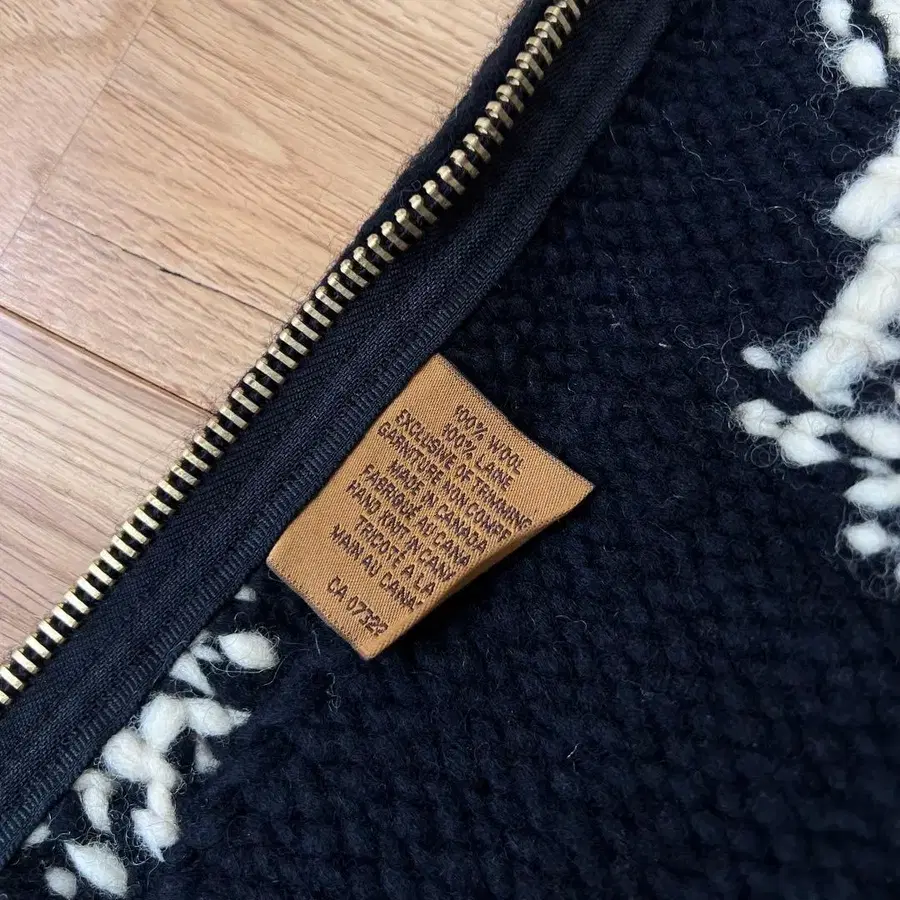 100% WOOL
100% LAINE
EXCLUSIVE OF TRIMMING
GARNITURE NON COMPR
MADE IN CANADA
FABRIQUÉ AU CANA
HAND KNIT IN CANA
TRICOTÉ A LA
MAIN AU CANA
CA 07322